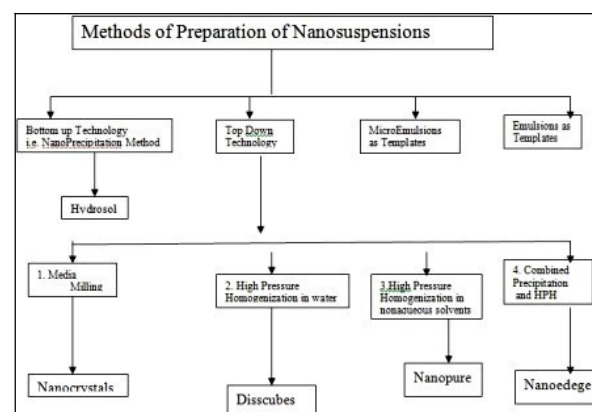 Methods of Preparation of Nanosuspensions
Bottom up Technology
i.e. NanoPrecipitation Method
Top Down
Technology
MicroEmulsions
as Templates
Emulsions as
Templates
Hydrosol
1. Media
Milling
2. High Pressure
Homogenization in water
3.High Pressure
Homogenization in
nonaqueous solvents
4. Combined
Precipitation
and HPH
Nanocrystals
Disscubes
Nanopure
Nanoedege